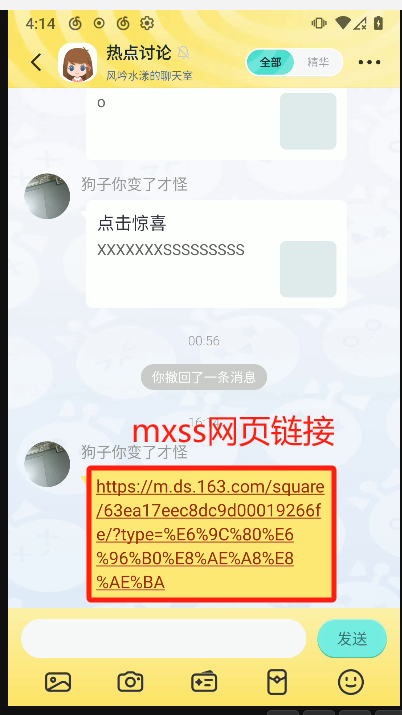 4:14
热点讨论
全部
精华
风吟水漾的聊天室
o
狗子你变了才怪
点击惊喜
XXXXXXXSSSSSSSSS
00:56
你撤回了一条消息
mxss网页链接
狗子你变了才怪
https://m.ds.163.com/square
/63ea17eec8dc9d00019266f
e/?type=%E6%9C%80%E6
%96%B0%E8%AE%A8%E8
%AE%BA
发送